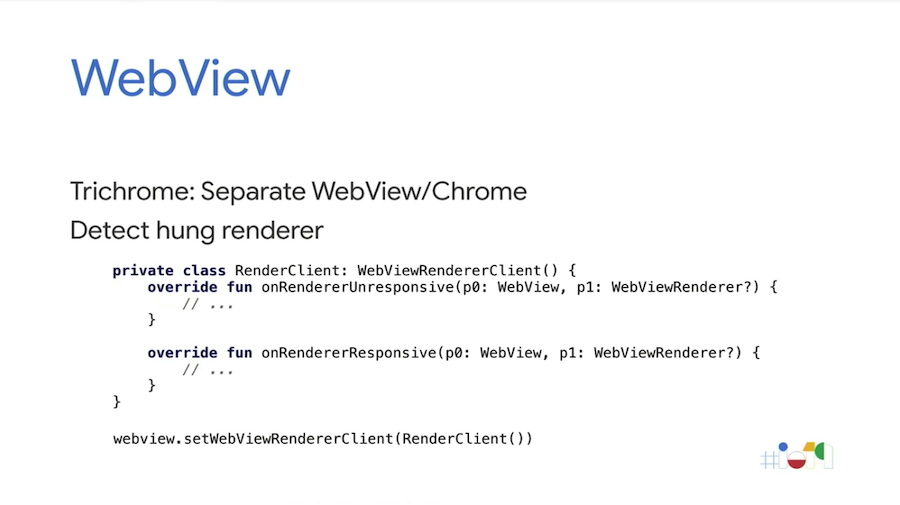 WebView
Trichrome: Separate WebView/Chrome
Detect hung renderer
private class RenderClient: WebViewRendererClient() {
override fun onRendererUnresponsive(p0: WebView, p1: WebViewRenderer?) {
// ...
}
override fun onRendererResponsive(p0: WebView, p1: WebViewRenderer?) {
// ...
}
}
webview.setWebViewRendererClient(RenderClient())
#io19